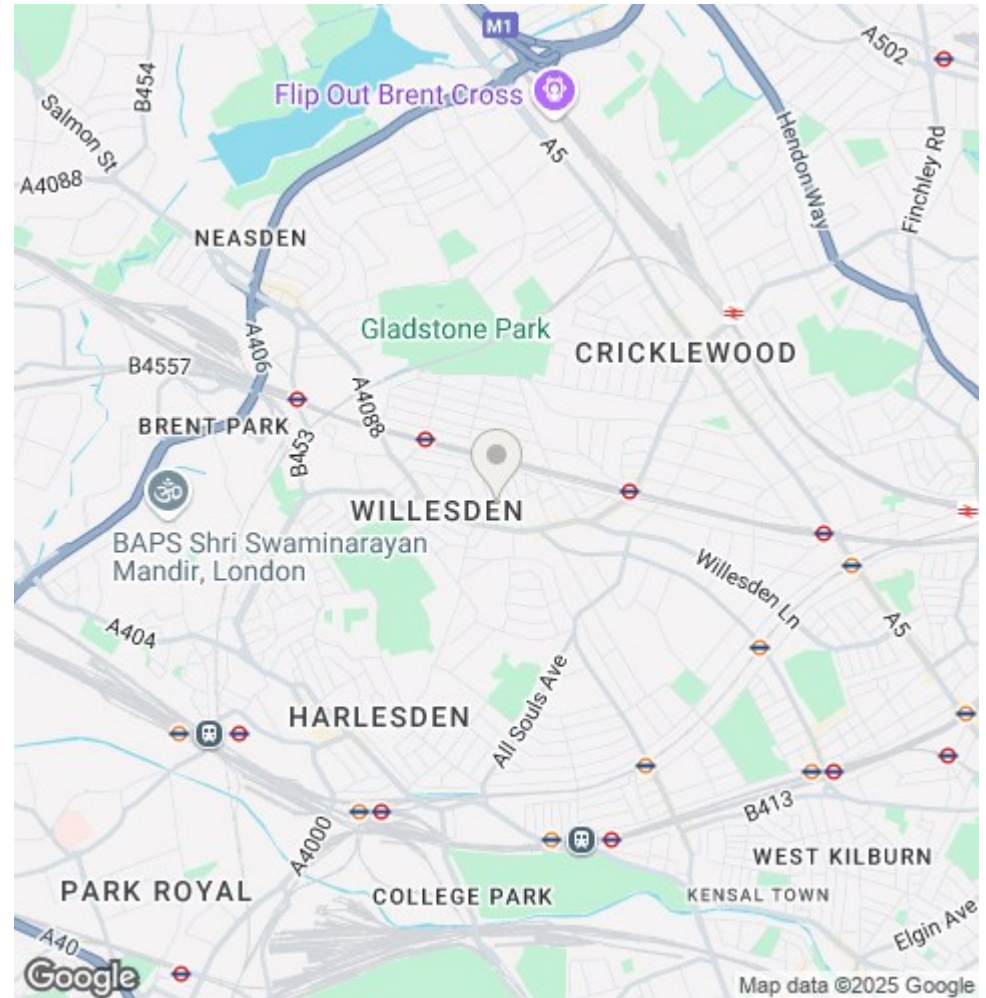 M1
A502
B454
Flip Out Brent Cross
Salmon St
A5
Hendon Way
Finchley Rd
A4088
NEASDEN
Gladstone Park
A406
CRICKLEWOOD
B4557
A4088
BRENT PARK
B453
WILLESDEN
BAPS Shri Swaminarayan
Mandir, London
Willesden Ln
A5
A404
All Souls Ave
HARLESDEN
B413
A4000
WEST KILBURN
PARK ROYAL
COLLEGE PARK
KENSAL TOWN
Elgin Ave
A40
Google
Map data ©2025 Google